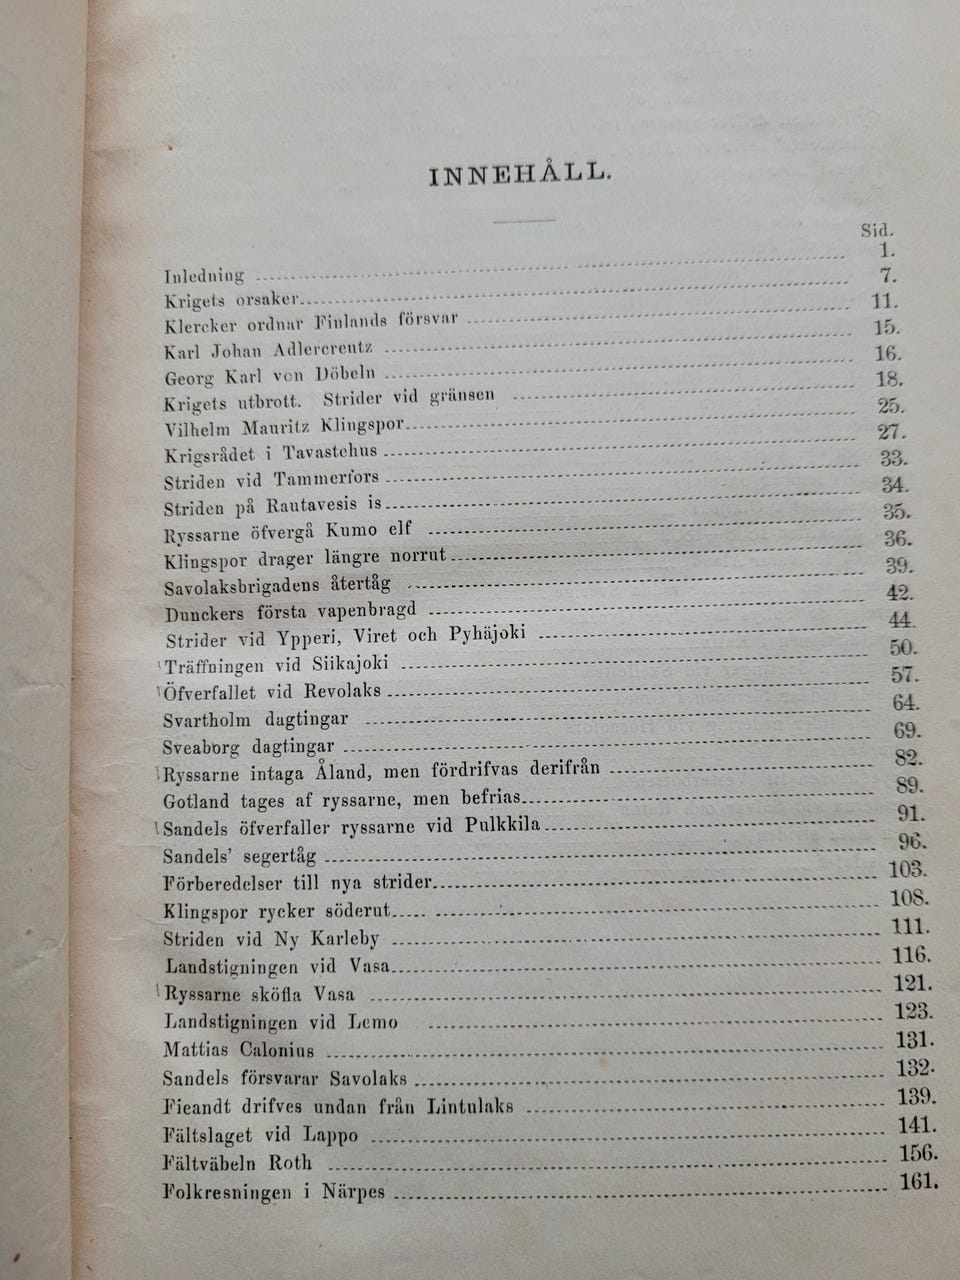 INNEHÅLL.
Sid.
Inledning 1.
Krigets orsaker 7.
Klercker ordnar Finlands försvar 11.
Karl Johan Adlercreutz 15.
Georg Karl von Döbeln 16.
Krigets utbrott. Strider vid gränsen 18.
Vilhelm Mauritz Klingspor 25.
Krigsrådet i Tavastehus 27.
Striden vid Tammerfors 33.
Striden på Rautavesis is 34.
Ryssarne öfvergå Kumo elf 35.
Klingspor drager längre norrut 36.
Savolaksbrigadens återtåg 39.
Dunckers första vapenbragd 42.
Strider vid Ypperi, Viret och Pyhäjoki 44.
Träffningen vid Siikajoki 50.
Öfverfallet vid Revolaks 57.
Svartholm dagtingar 64.
Sveaborg dagtingar 69.
Ryssarne intaga Åland, men fördrifvas derifrån 82.
Gotland tages af ryssarne, men befrias 89.
Sandels öfverfaller ryssarne vid Pulkkila 91.
Sandels' segertåg 96.
Förberedelser till nya strider 103.
Klingspor rycker söderut 108.
Striden vid Ny Karleby 111.
Landstigningen vid Vasa 116.
Ryssarne sköfla Vasa 121.
Landstigningen vid Lemo 123.
Mattias Calonius 131.
Sandels försvarar Savolaks 132.
Fieandt drifves undan från Lintulaks 139.
Fältslaget vid Lappo 141.
Fältväbeln Roth 156.
Folkresningen i Närpes 161.